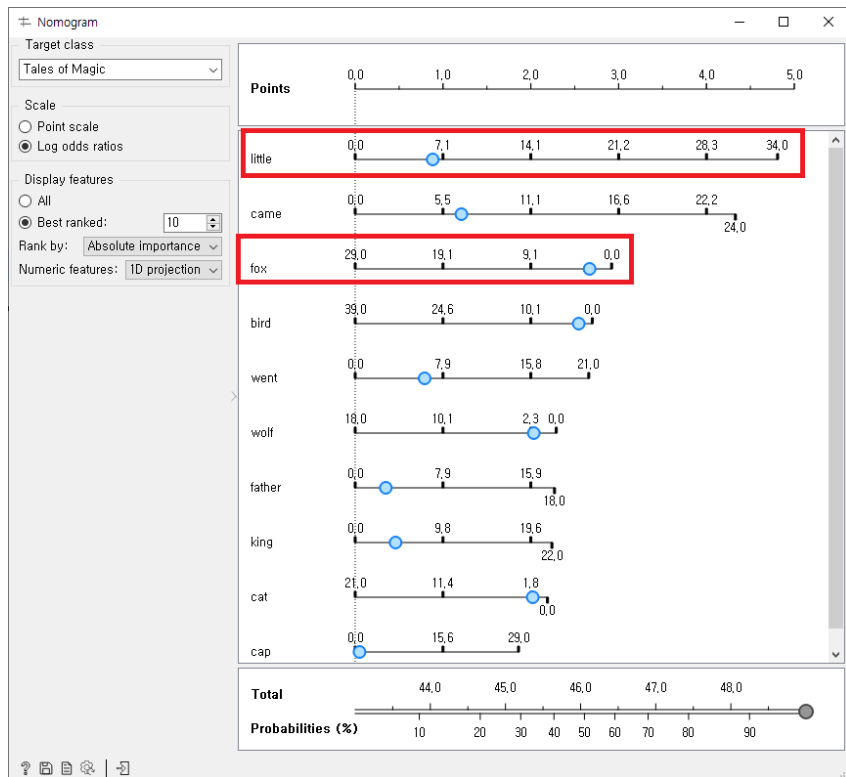 Nomogram
Target class
Tales of Magic
Scale
Point scale
Log odds ratios
Display features
All
Best ranked: 10
Rank by: Absolute importance
Numeric features: 1D projection
Points 0,0 1,0 2,0 3,0 4,0 5,0
little 0,0 7,1 14,1 21,2 28,3 34,0
came 0,0 5,5 11,1 16,6 22,2 24,0
fox 29,0 19,1 9,1 0,0
bird 39,0 24,6 10,1 0,0
went 0,0 7,9 15,8 21,0
wolf 18,0 10,1 2,3 0,0
father 0,0 7,9 15,9 18,0
king 0,0 9,8 19,6 22,0
cat 21,0 11,4 1,8 0,0
cap 0,0 15,6 29,0
Total 44,0 45,0 46,0 47,0 48,0
Probabilities (%) 10 20 30 40 50 60 70 80 90